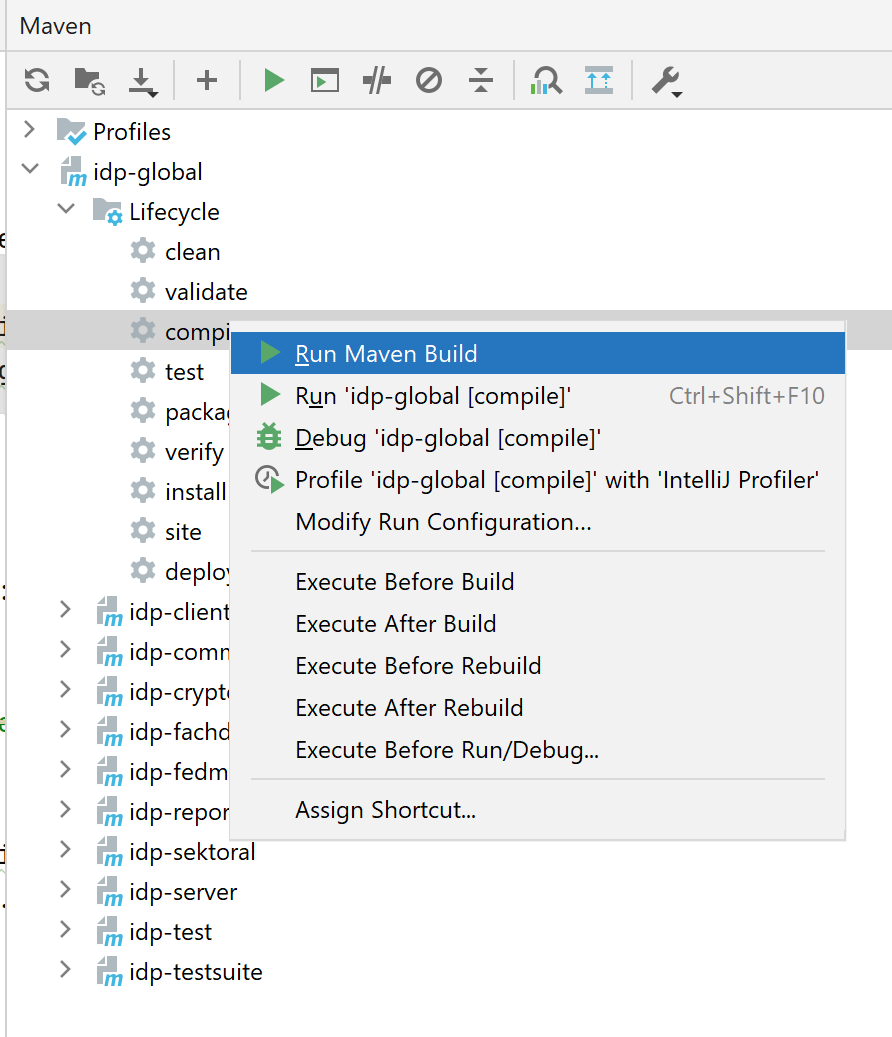 Maven
Profiles
idp-global
Lifecycle
clean
validate
compi
test
packag
verify
install
site
deploy
idp-client
idp-comm
idp-crypto
idp-fachd
idp-fedm
idp-repor
idp-sektoral
idp-server
idp-test
idp-testsuite
Run Maven Build
Run 'idp-global [compile]' Ctrl+Shift+F10
Debug 'idp-global [compile]'
Profile 'idp-global [compile]' with 'IntelliJ Profiler'
Modify Run Configuration...
Execute Before Build
Execute After Build
Execute Before Rebuild
Execute After Rebuild
Execute Before Run/Debug...
Assign Shortcut...